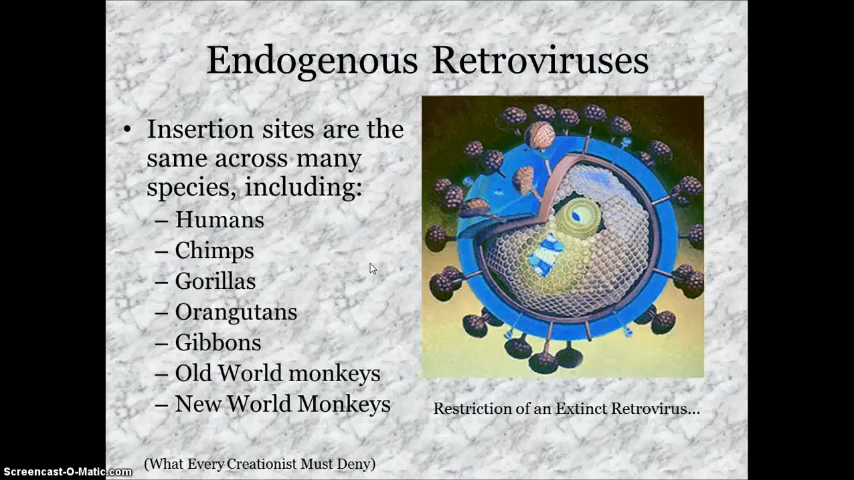 Endogenous Retroviruses
• Insertion sites are the
same across many
species, including:
– Humans
– Chimps
– Gorillas
– Orangutans
– Gibbons
– Old World monkeys
– New World Monkeys
Restriction of an Extinct Retrovirus...
(What Every Creationist Must Deny)
Screencast-O-Matic.com